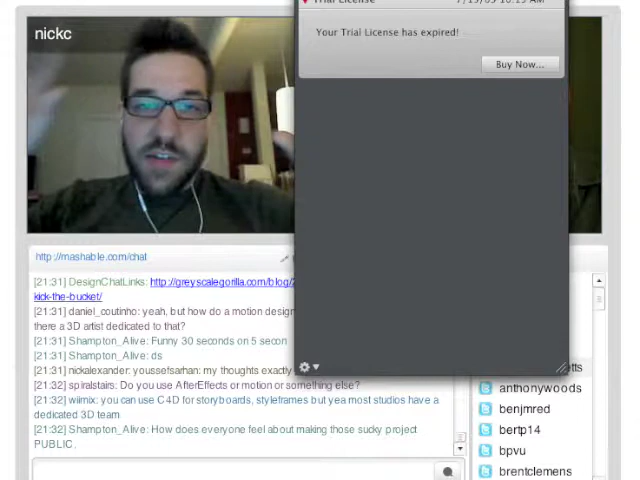 nickc
Your Trial License has expired!
Buy Now...
http://mashable.com/chat
[21:31] DesignChatLinks: http://greyscalegorilla.com/blog/2
kick-the-bucket/
[21:31] daniel_coutinho: yeah, but how do a motion desig
there a 3D artist dedicated to that?
[21:31] Shampton_Alive: Funny 30 seconds on 5 secon
[21:31] Shampton_Alive: ds
[21:31] nickalexander: youssefsarhan: my thoughts exactly
[21:32] spiralstairs: Do you use AfterEffects or motion or something else?
[21:32] wiimix: you can use C4D for storyboards, styleframes but yea most studios have a
dedicated 3D team
[21:32] Shampton_Alive: How does everyone feel about making those sucky project
PUBLIC.
anthonywoods
benjmred
bertp14
bpvu
brentclemens